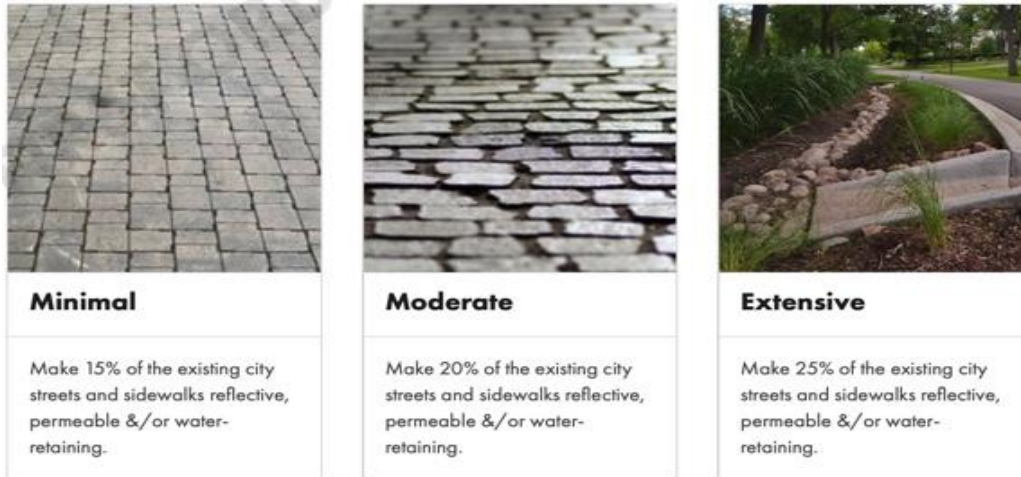 Minimal
Make 15% of the existing city
streets and sidewalks reflective,
permeable &/or water-
retaining.
Moderate
Make 20% of the existing city
streets and sidewalks reflective,
permeable &/or water-
retaining.
Extensive
Make 25% of the existing city
streets and sidewalks reflective,
permeable &/or water-
retaining.